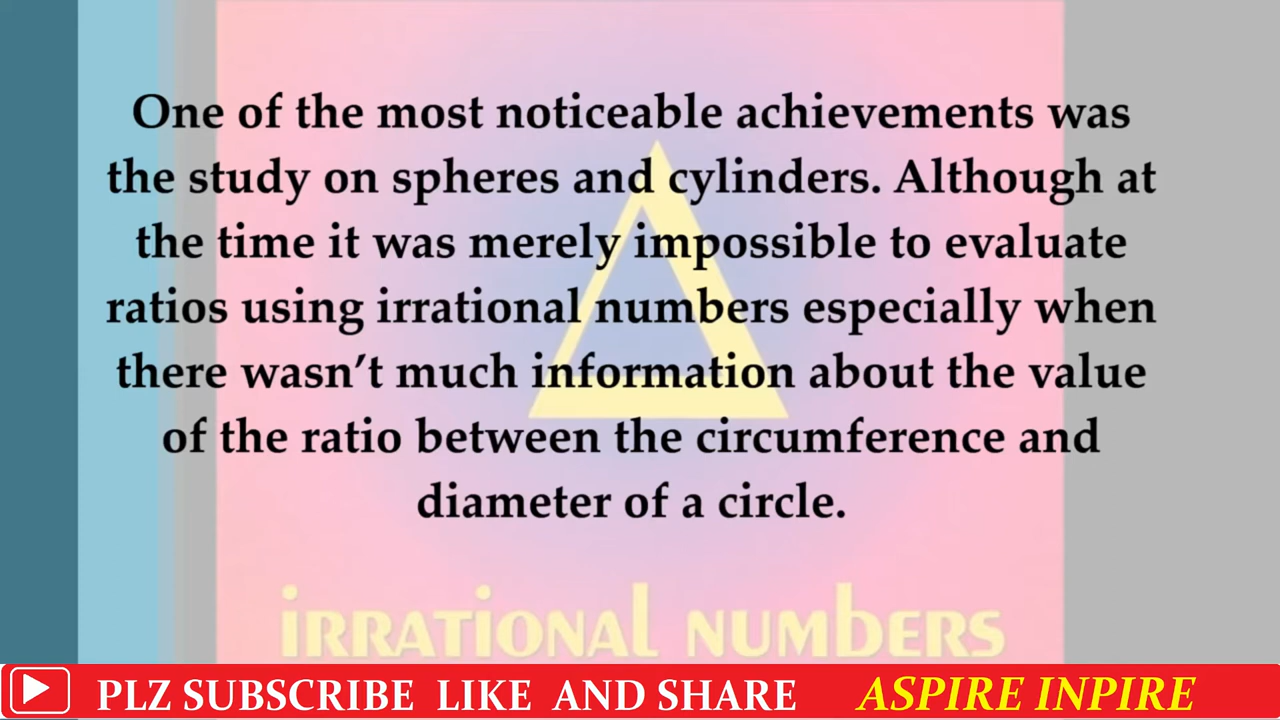 One of the most noticeable achievements was
the study on spheres and cylinders. Although at
the time it was merely impossible to evaluate
ratios using irrational numbers especially when
there wasn’t much information about the value
of the ratio between the circumference and
diameter of a circle.
iRRATiONAL NUMbERS
PLZ SUBSCRIBE LIKE AND SHARE ASPIRE INPIRE